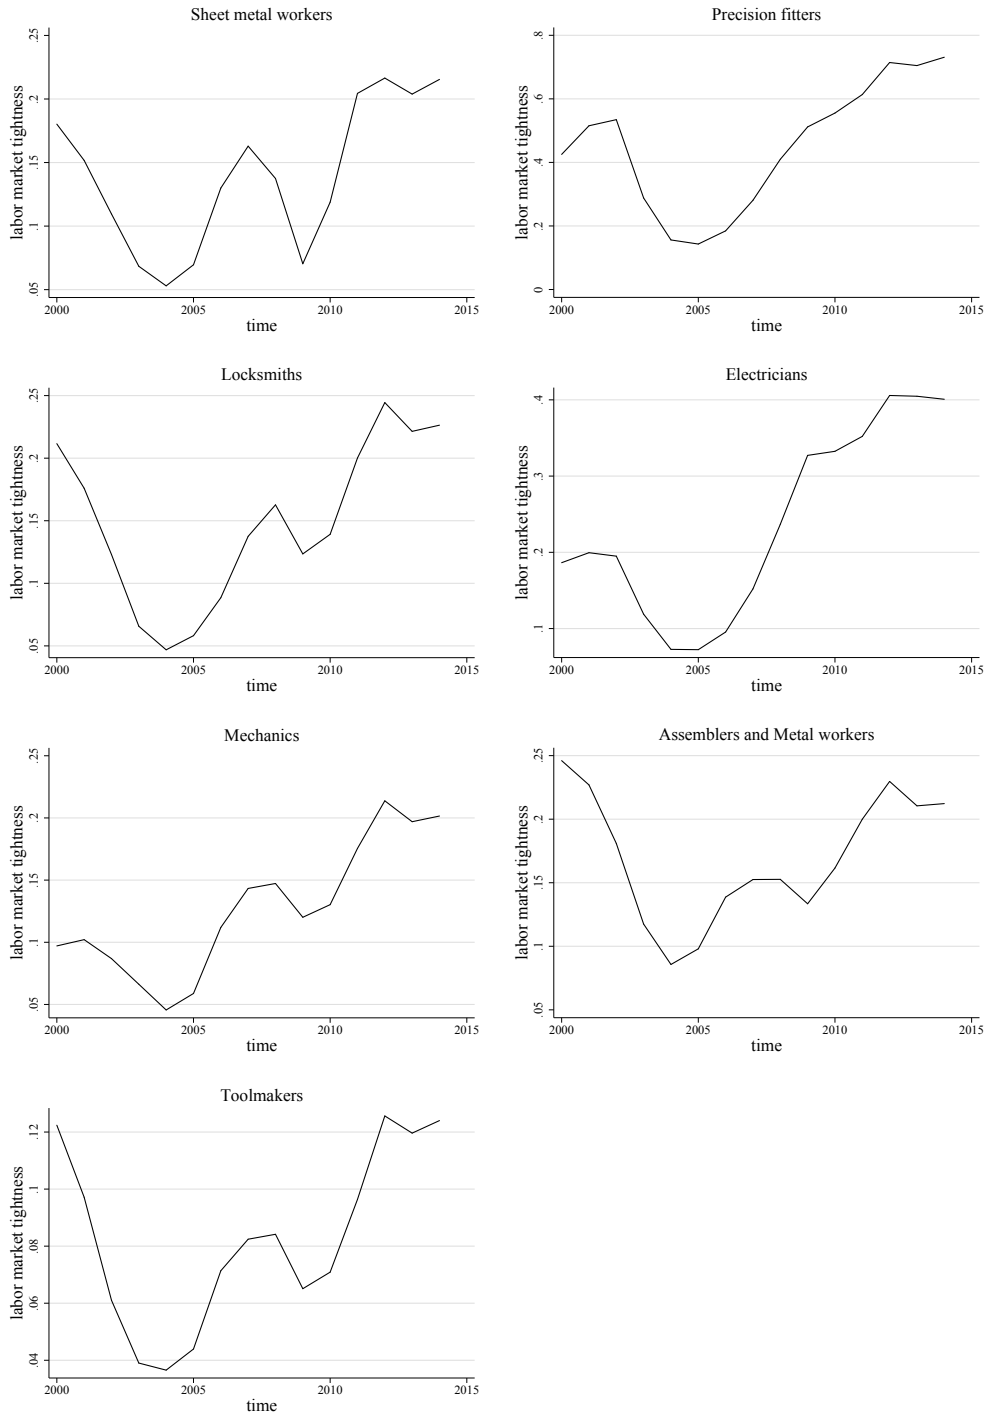 Sheet metal workers
labor market tightness
.25
.2
.15
.1
.05
2000 2005 2010 2015
time
Precision fitters
labor market tightness
.8
.6
.4
.2
0
2000 2005 2010 2015
time
Locksmiths
labor market tightness
.25
.2
.15
.1
.05
2000 2005 2010 2015
time
Electricians
labor market tightness
.4
.3
.2
.1
2000 2005 2010 2015
time
Mechanics
labor market tightness
.25
.2
.15
.1
.05
2000 2005 2010 2015
time
Assemblers and Metal workers
labor market tightness
.25
.2
.15
.1
.05
2000 2005 2010 2015
time
Toolmakers
labor market tightness
.12
.1
.08
.06
.04
2000 2005 2010 2015
time